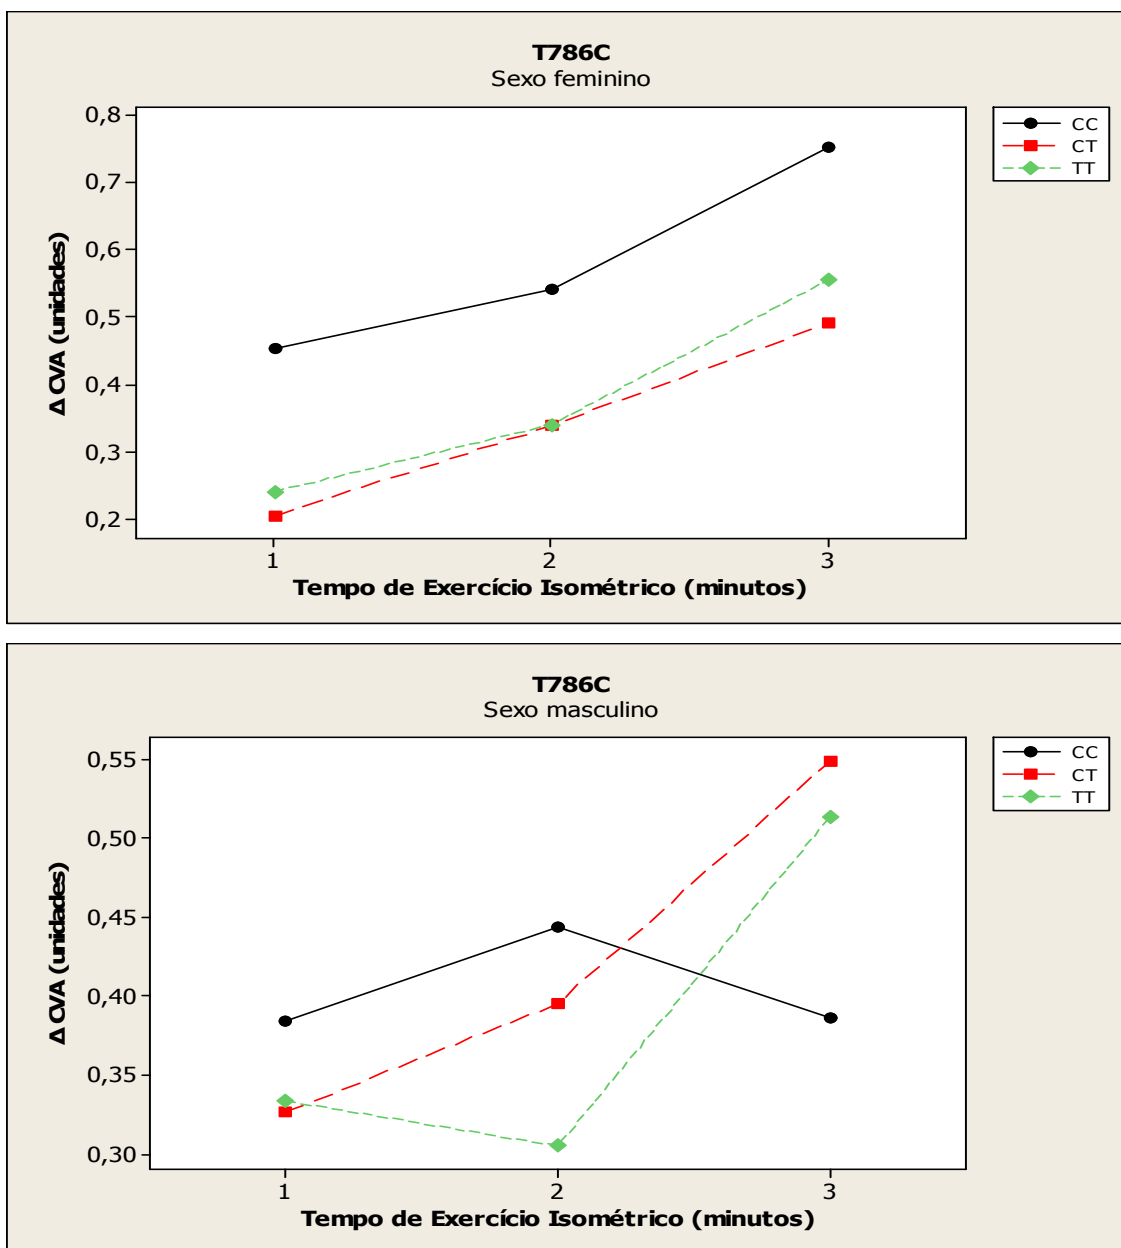 T786C
Sexo feminino
0,8
0,7
0,6
0,5
0,4
0,3
0,2
Δ CVA (unidades)
1 2 3
Tempo de Exercício Isométrico (minutos)
CC
CT
TT
T786C
Sexo masculino
0,55
0,50
0,45
0,40
0,35
0,30
Δ CVA (unidades)
1 2 3
Tempo de Exercício Isométrico (minutos)
CC
CT
TT